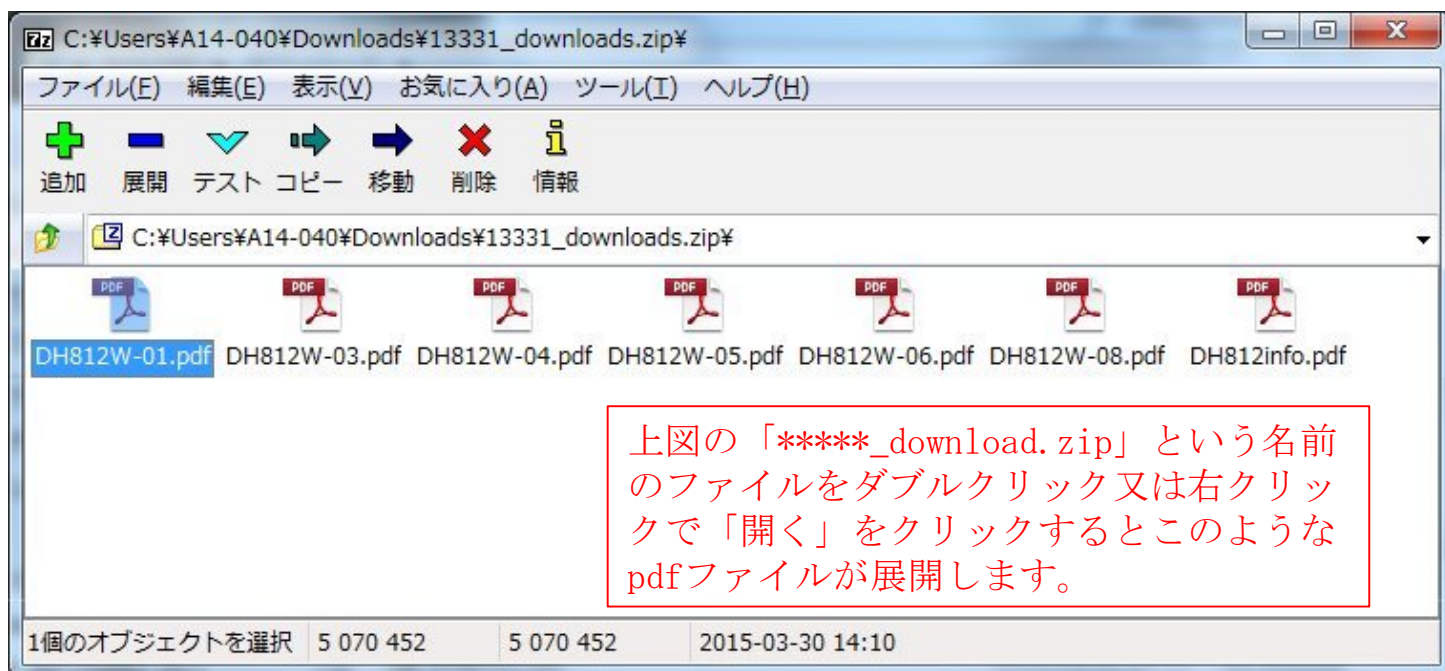 C:¥Users¥A14-040¥Downloads¥13331_downloads.zip¥
ファイル(F) 編集(E) 表示(V) お気に入り(A) ツール(T) ヘルプ(H)
追加 展開 テスト コピー 移動 削除 情報
C:¥Users¥A14-040¥Downloads¥13331_downloads.zip¥
PDF PDF PDF PDF PDF PDF PDF
DH812W-01.pdf DH812W-03.pdf DH812W-04.pdf DH812W-05.pdf DH812W-06.pdf DH812W-08.pdf DH812info.pdf
上図の「*****_download.zip」という名前
のファイルをダブルクリック又は右クリッ
クで「開く」をクリックするとこのような
pdfファイルが展開します。
1個のオブジェクトを選択 5 070 452 5 070 452 2015-03-30 14:10